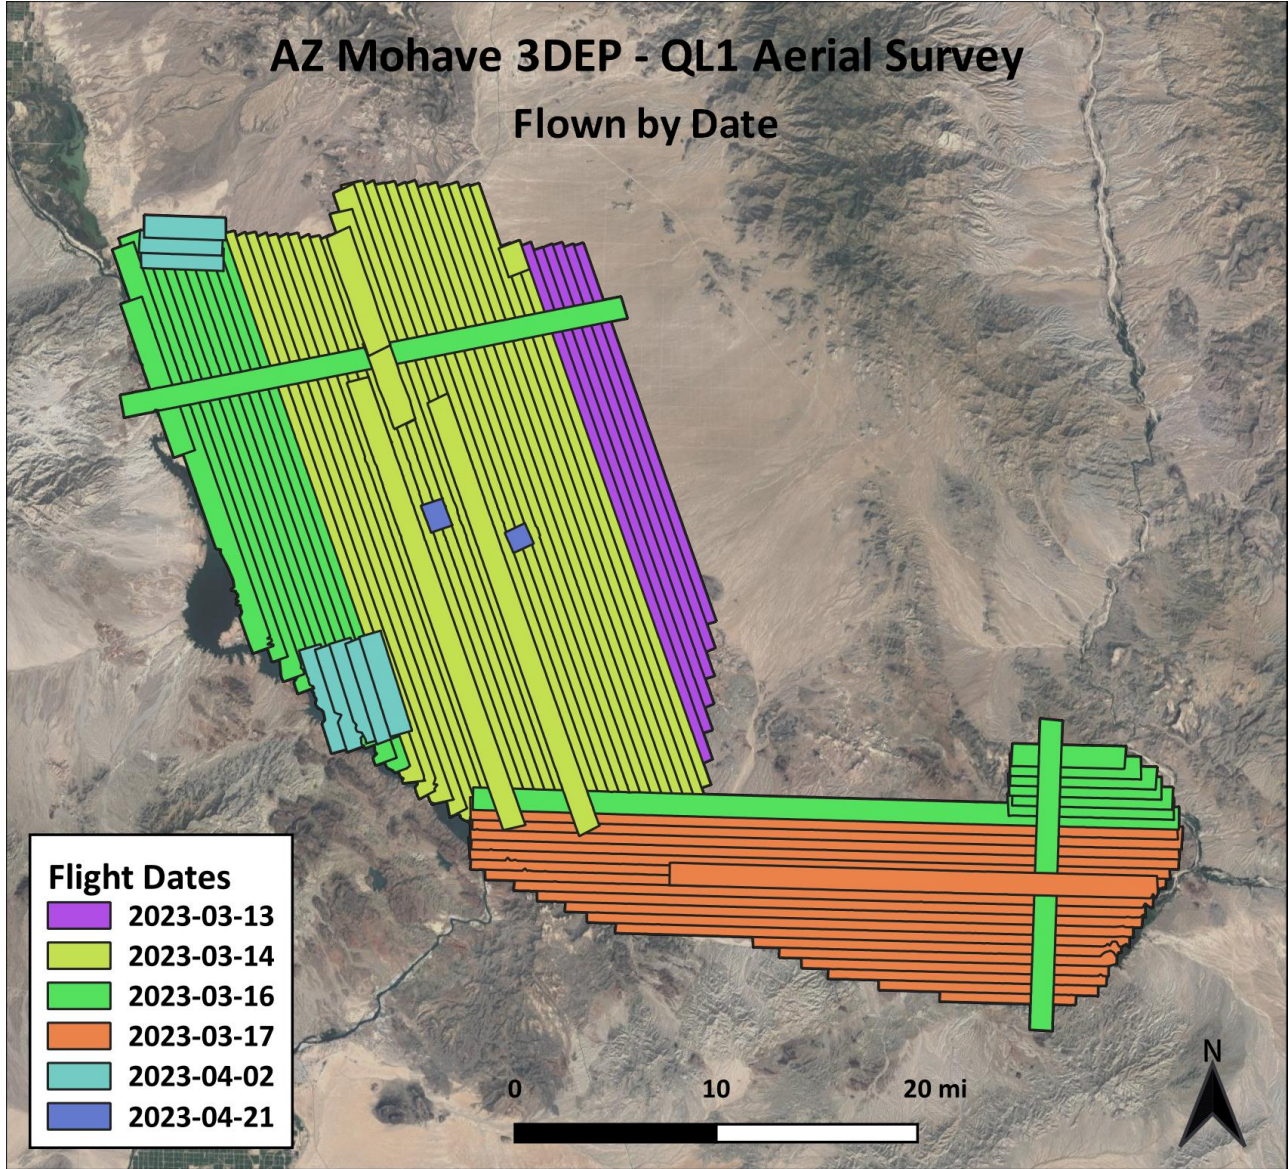 AZ Mohave 3DEP - QL1 Aerial Survey
Flown by Date
Flight Dates
2023-03-13
2023-03-14
2023-03-16
2023-03-17
2023-04-02
2023-04-21
0 10 20 mi
N